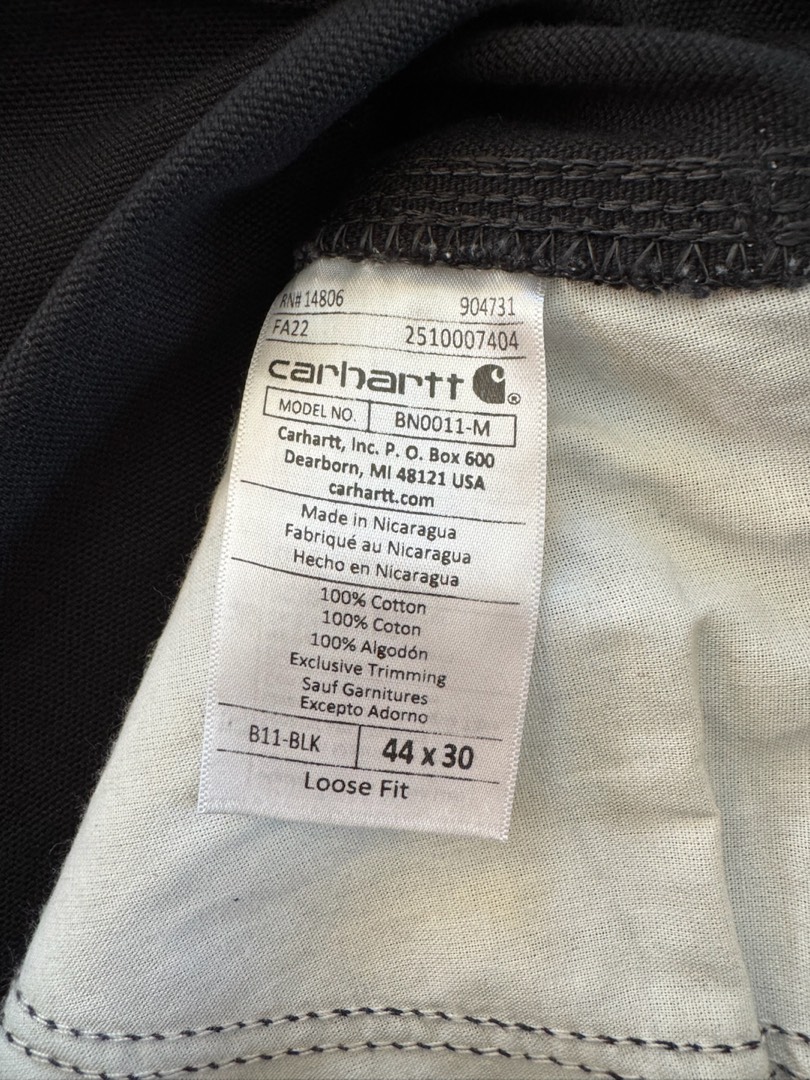 RN# 14806 904731
FA22 2510007404
carhartt ®
MODEL NO. BN0011-M
Carhartt, Inc. P. O. Box 600
Dearborn, MI 48121 USA
carhartt.com
Made in Nicaragua
Fabriqué au Nicaragua
Hecho en Nicaragua
100% Cotton
100% Coton
100% Algodón
Exclusive Trimming
Sauf Garnitures
Excepto Adorno
B11-BLK 44 x 30
Loose Fit